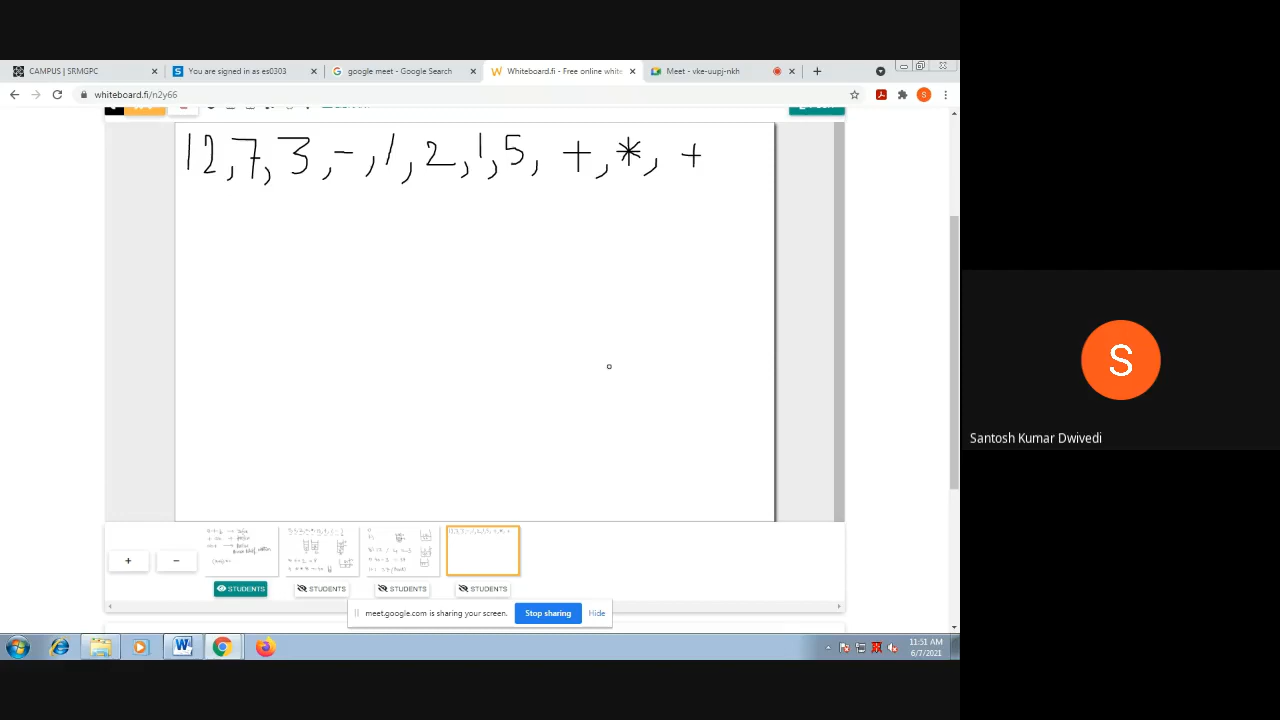 CAMPUS | SRMGPC
You are signed in as es0303
google meet - Google Search
Whiteboard.fi - Free online white
Meet - vke-uupj-nkh
whiteboard.fi/n2y66
S
12,7,3,-,/,2,1,5,+,*,+
+
-
STUDENTS
STUDENTS
STUDENTS
STUDENTS
meet.google.com is sharing your screen.
Stop sharing
Hide
11:51 AM
6/7/2021
S
Santosh Kumar Dwivedi